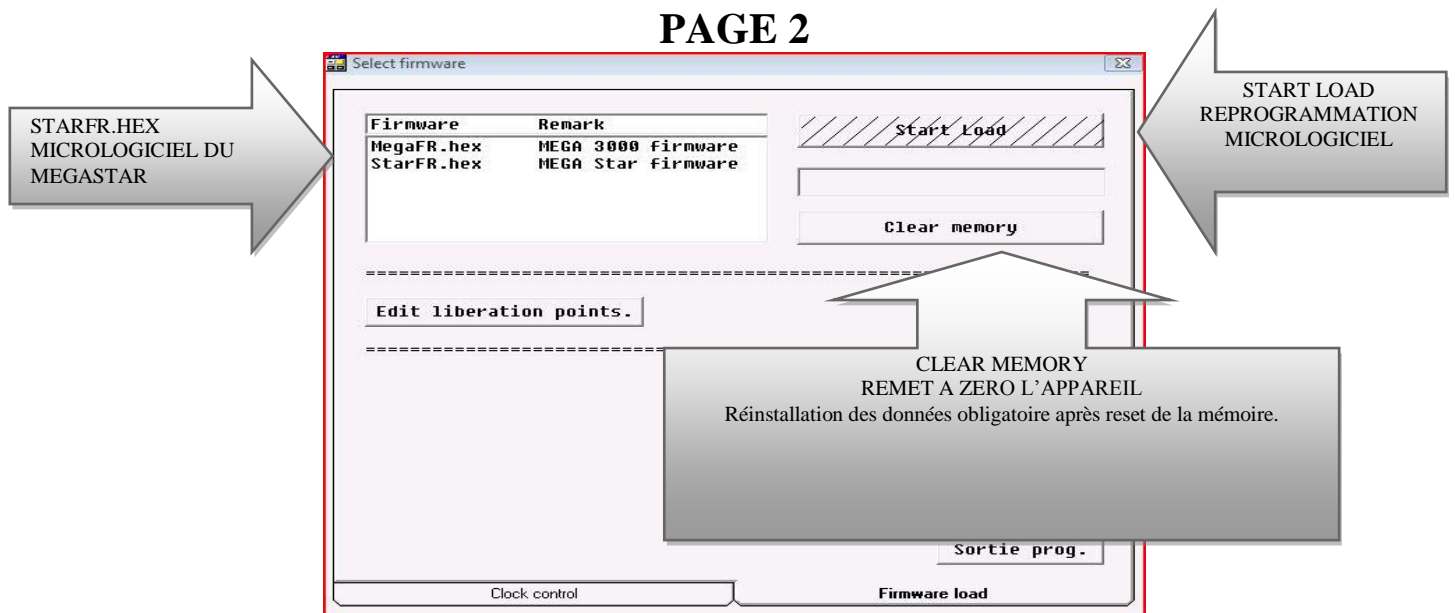 PAGE 2
Select firmware
STARFR.HEX
MICROLOGICIEL DU
MEGASTAR
START LOAD
REPROGRAMMATION
MICROLOGICIEL
Firmware Remark
MegaFR.hex MEGA 3000 firmware
StarFR.hex MEGA Star firmware
Start Load
Clear memory
Edit liberation points.
CLEAR MEMORY
REMET A ZERO L'APPAREIL
Réinstallation des données obligatoire après reset de la mémoire.
Sortie prog.
Clock control
Firmware load